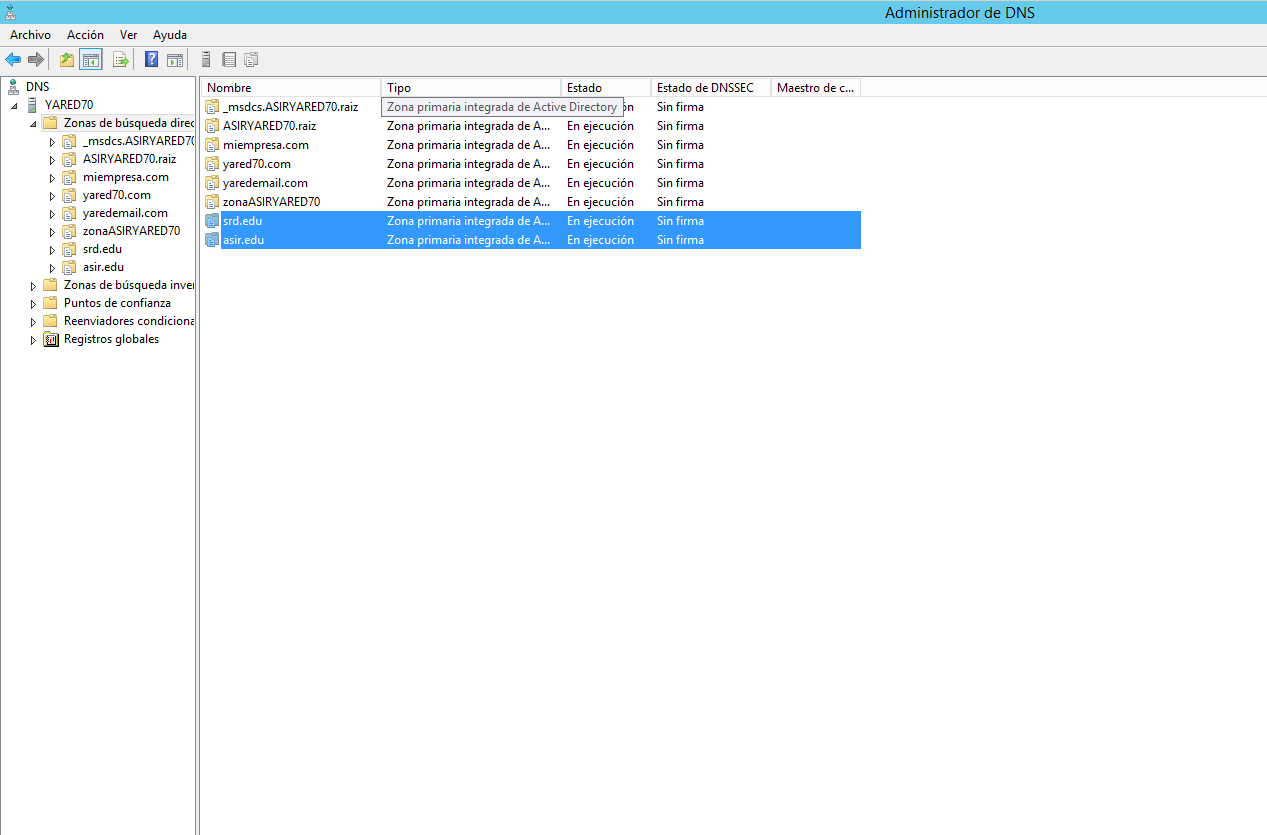 Administrador de DNS
Archivo Acción Ver Ayuda
DNS
YARED70
Zonas de búsqueda direc
_msdcs.ASIRYARED70
ASIRYARED70.raiz
miempresa.com
yared70.com
yaredemail.com
zonaASIRYARED70
srd.edu
asir.edu
Zonas de búsqueda inver
Puntos de confianza
Reenviadores condiciona
Registros globales
Nombre Tipo Estado Estado de DNSSEC Maestro de c...
_msdcs.ASIRYARED70.raiz Zona primaria integrada de Active Directory ón Sin firma
ASIRYARED70.raiz Zona primaria integrada de A... En ejecución Sin firma
miempresa.com Zona primaria integrada de A... En ejecución Sin firma
yared70.com Zona primaria integrada de A... En ejecución Sin firma
yaredemail.com Zona primaria integrada de A... En ejecución Sin firma
zonaASIRYARED70 Zona primaria integrada de A... En ejecución Sin firma
srd.edu Zona primaria integrada de A... En ejecución Sin firma
asir.edu Zona primaria integrada de A... En ejecución Sin firma